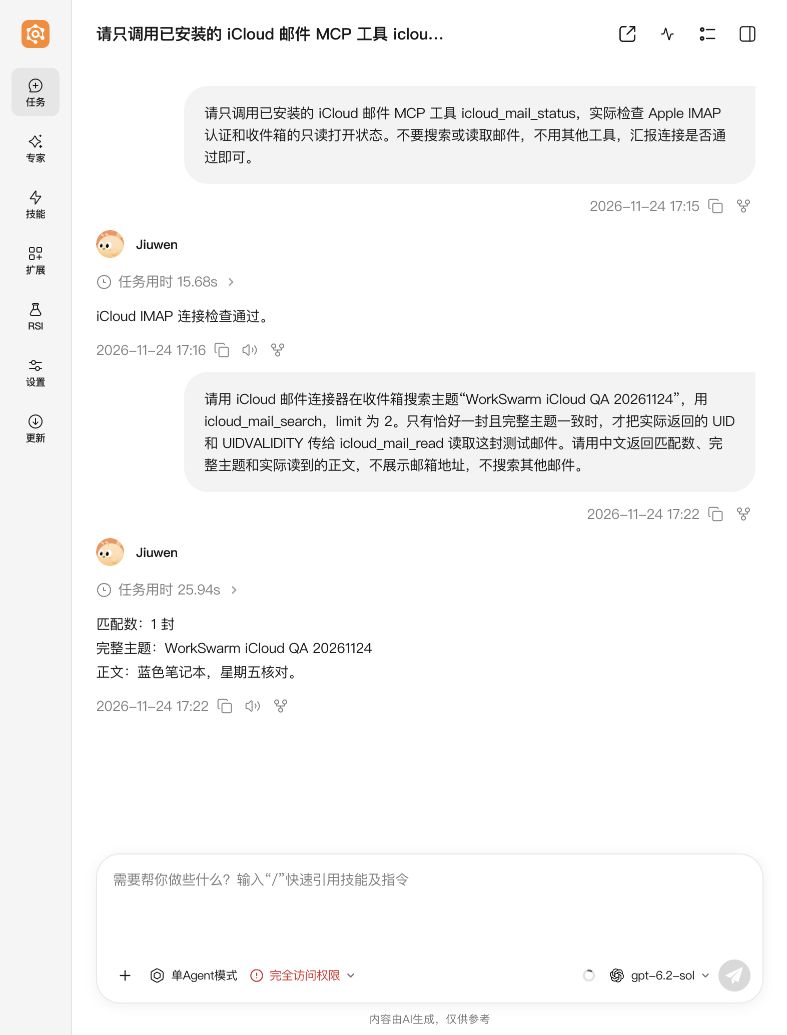 请只调用已安装的 iCloud 邮件 MCP 工具 iclou...
任务
专家
技能
扩展
RSI
设置
更新
请只调用已安装的 iCloud 邮件 MCP 工具 icloud_mail_status，实际检查 Apple IMAP
认证和收件箱的只读打开状态。不要搜索或读取邮件，不用其他工具，汇报连接是否通
过即可。
2026-11-24 17:15
Jiuwen
任务用时 15.68s
iCloud IMAP 连接检查通过。
2026-11-24 17:16
请用 iCloud 邮件连接器在收件箱搜索主题“WorkSwarm iCloud QA 20261124”，用
icloud_mail_search，limit 为 2。只有恰好一封且完整主题一致时，才把实际返回的 UID
和 UIDVALIDITY 传给 icloud_mail_read 读取这封测试邮件。请用中文返回匹配数、完
整主题和实际读到的正文，不展示邮箱地址，不搜索其他邮件。
2026-11-24 17:22
Jiuwen
任务用时 25.94s
匹配数：1 封
完整主题：WorkSwarm iCloud QA 20261124
正文：蓝色笔记本，星期五核对。
2026-11-24 17:22
需要帮你做些什么？输入“/”快速引用技能及指令
单Agent模式
完全访问权限
gpt-6.2-sol
内容由AI生成，仅供参考